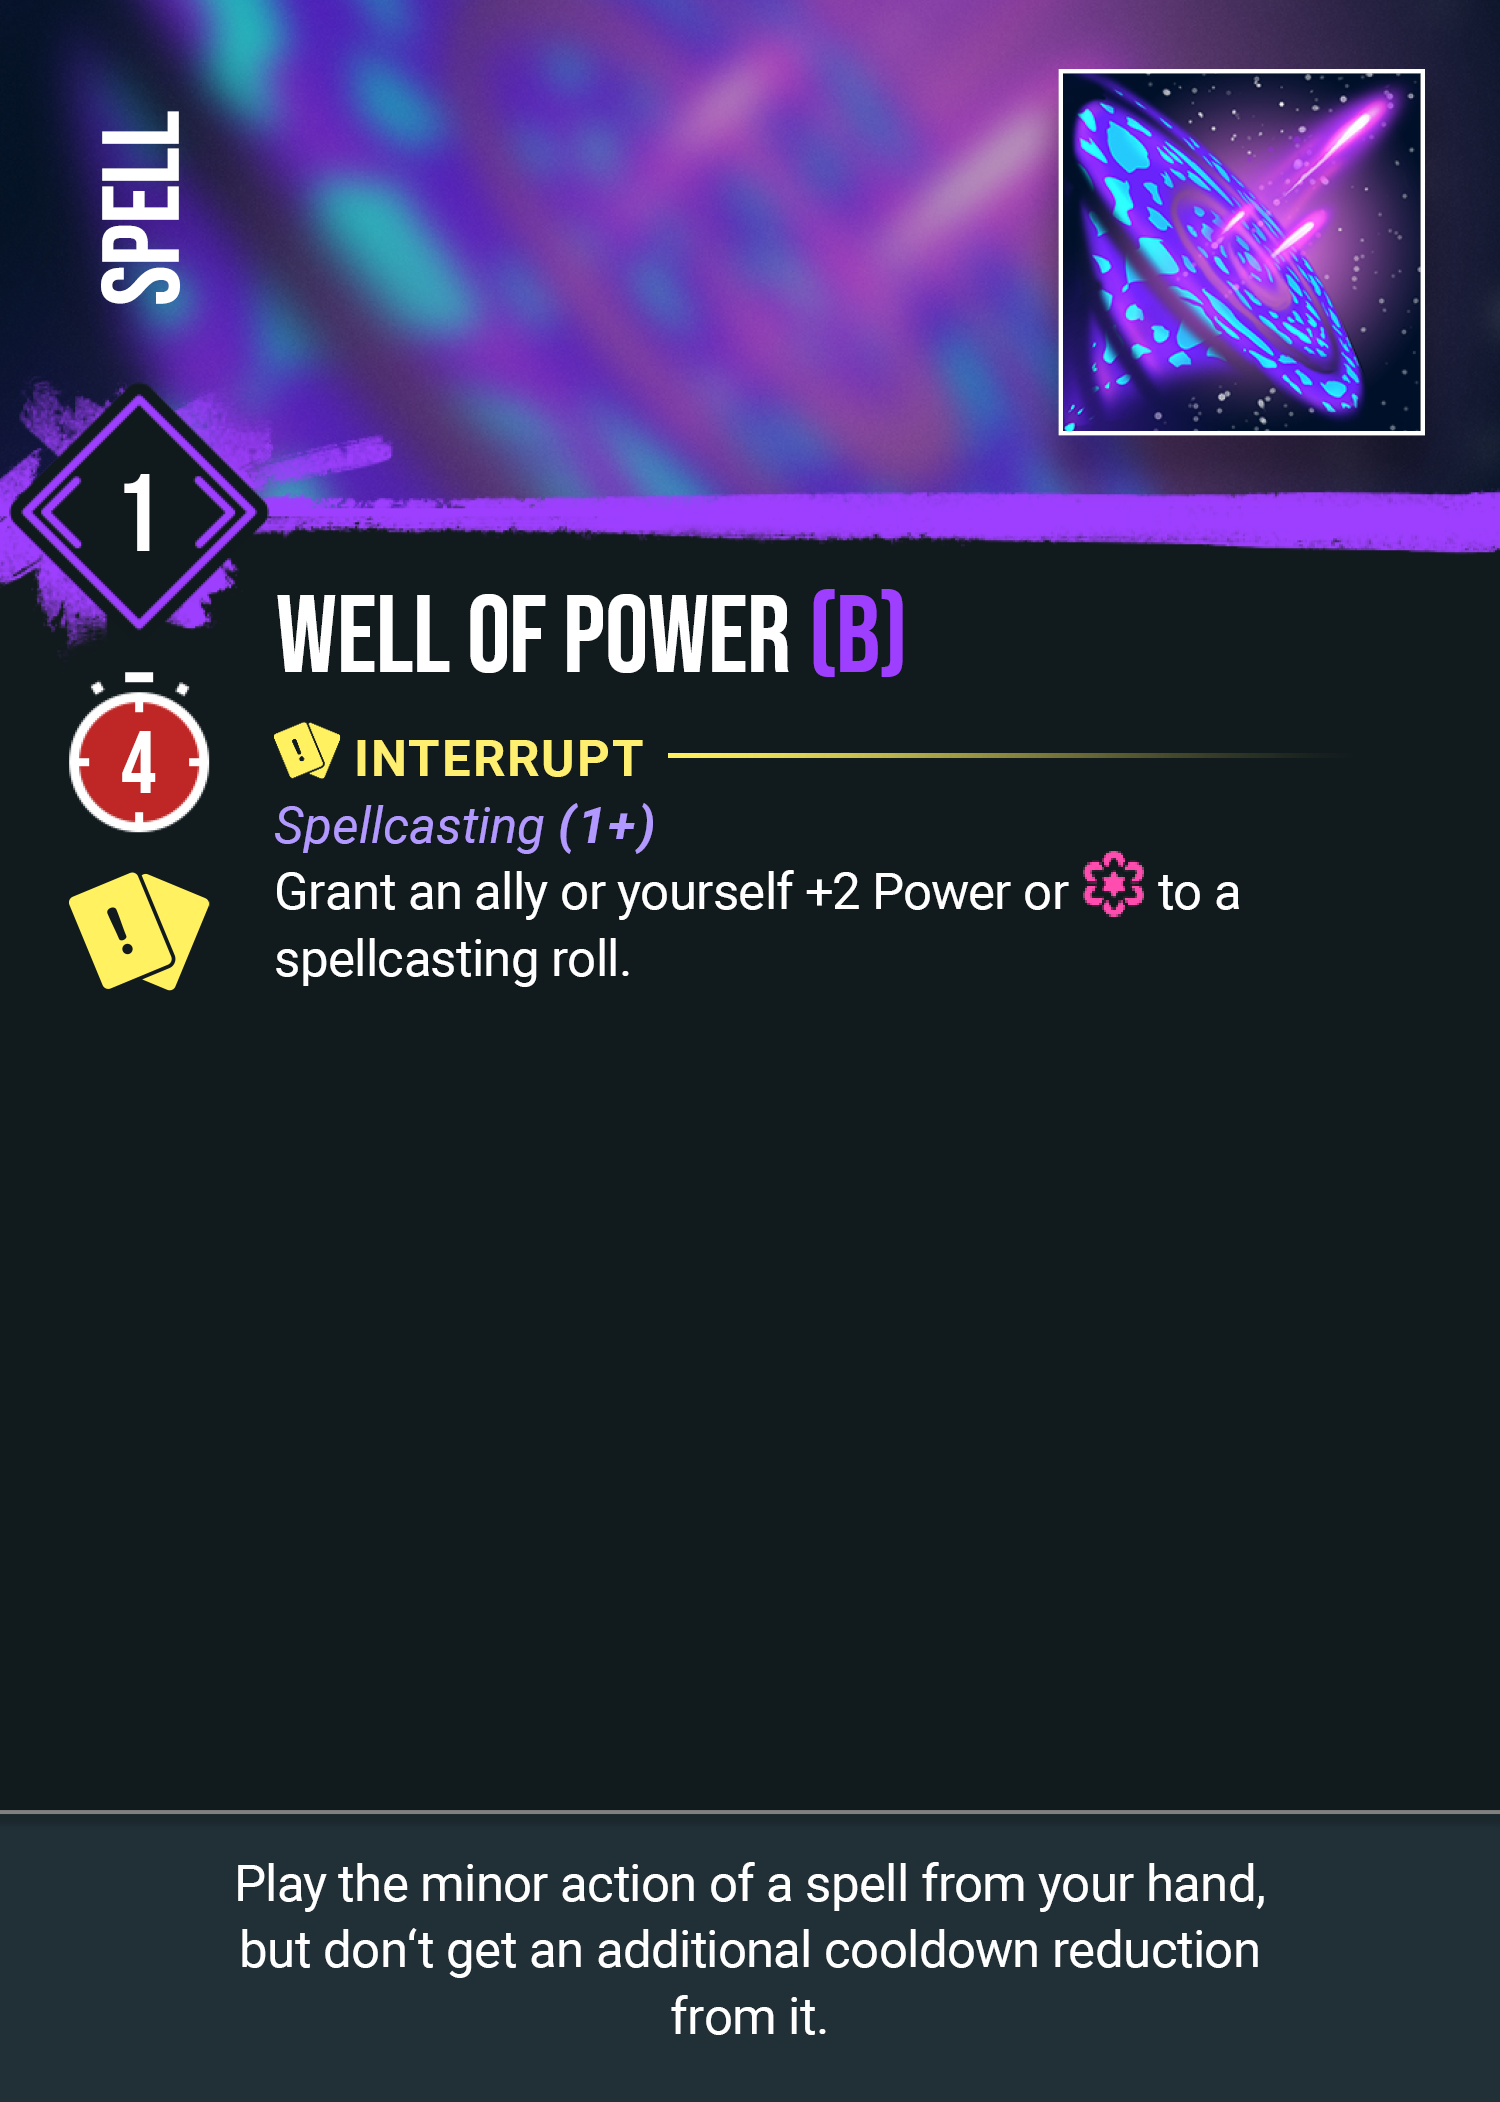 SPELL
1
WELL OF POWER (B)
4
INTERRUPT
Spellcasting (1+)
!
Grant an ally or yourself +2 Power or to a
spellcasting roll.
Play the minor action of a spell from your hand,
but don‘t get an additional cooldown reduction
from it.